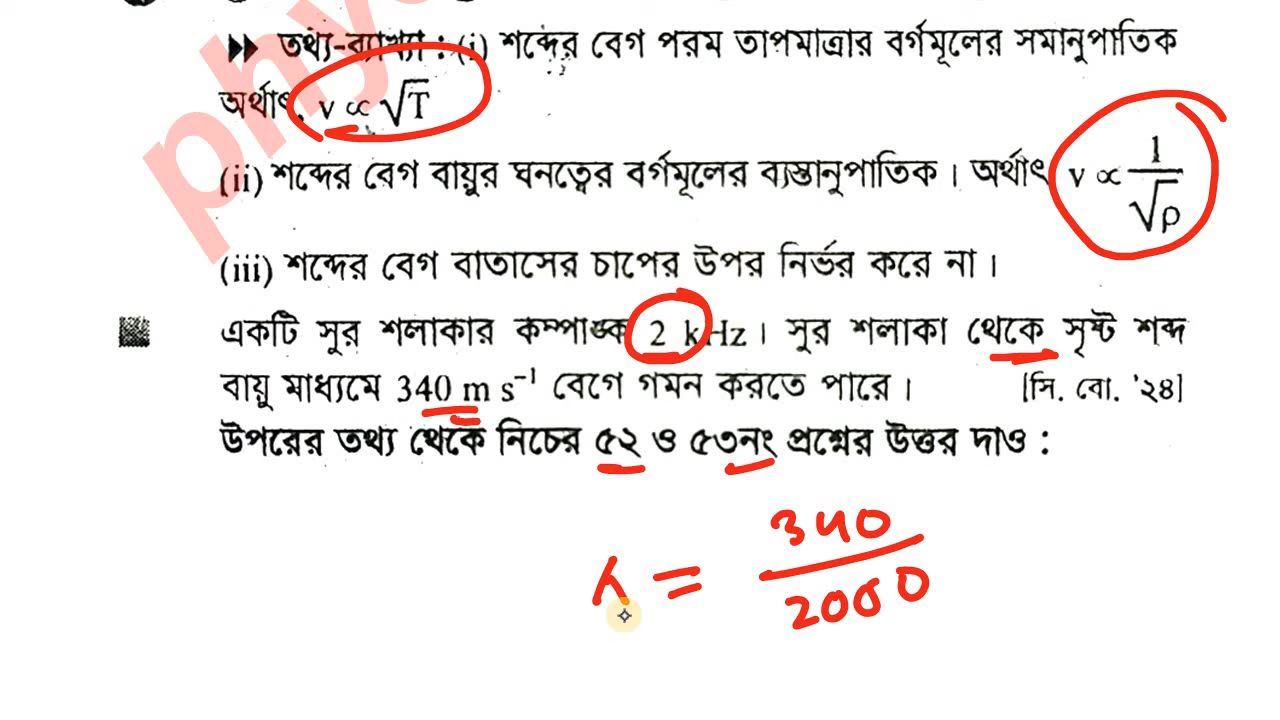 ▶▶ তথ্য-ব্যাখ্যা : (i) শব্দের বেগ পরম তাপমাত্রার বর্গমূলের সমানুপাতিক
অর্থাৎ, v ∝ √T
(ii) শব্দের বেগ বায়ুর ঘনত্বের বর্গমূলের ব্যস্তানুপাতিক। অর্থাৎ v ∝ 1/√ρ
(iii) শব্দের বেগ বাতাসের চাপের উপর নির্ভর করে না।
একটি সুর শলাকার কম্পাঙ্ক 2 kHz। সুর শলাকা থেকে সৃষ্ট শব্দ
বায়ু মাধ্যমে 340 m s⁻¹ বেগে গমন করতে পারে। [সি. বো. '২৪]
উপরের তথ্য থেকে নিচের ৫২ ও ৫৩নং প্রশ্নের উত্তর দাও :
λ = 340/2000
phy